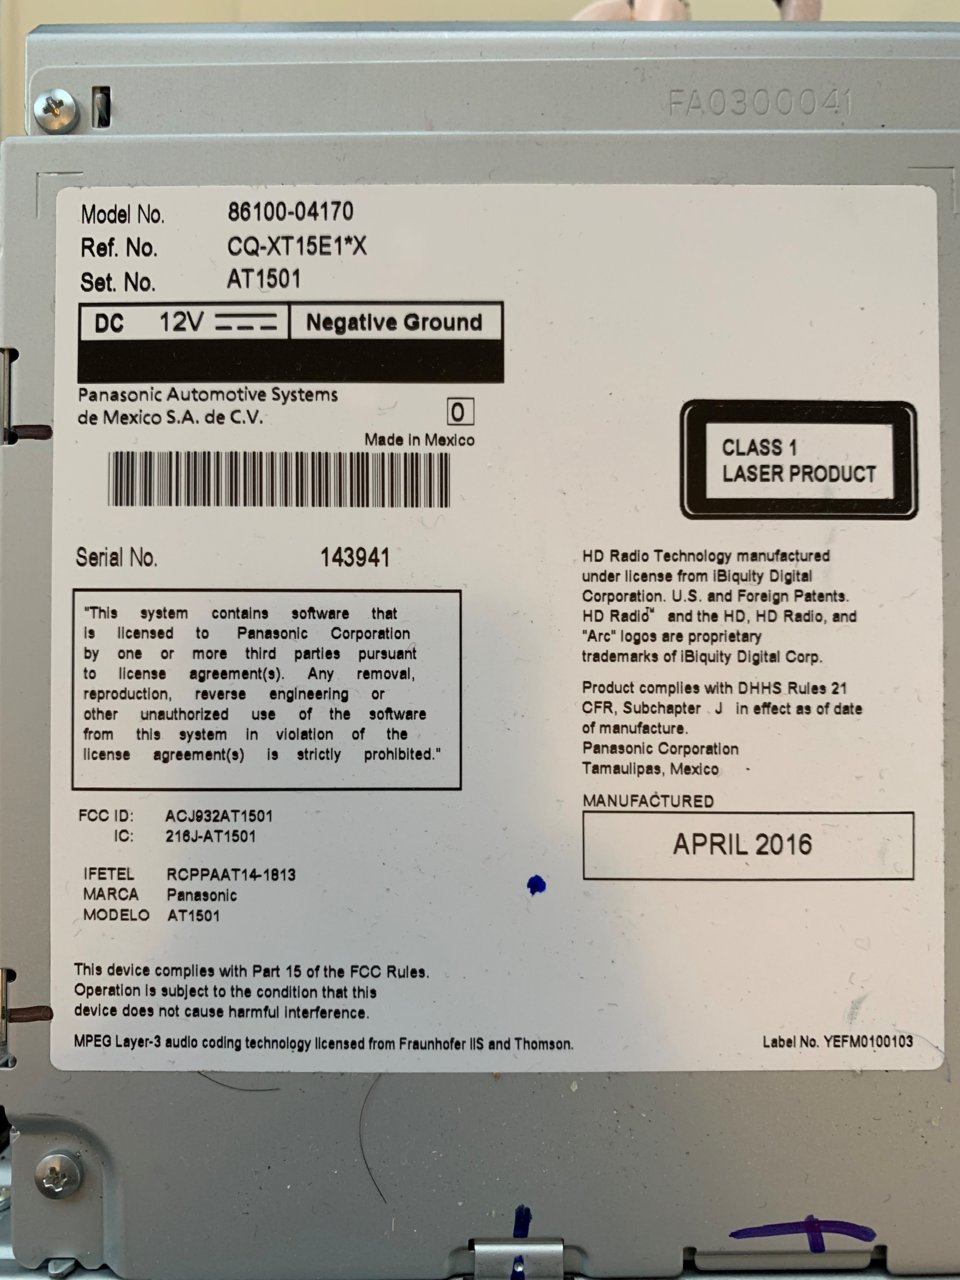 FA0300041
Model No. 86100-04170
Ref. No. CQ-XT15E1*X
Set. No. AT1501
DC 12V Negative Ground
Panasonic Automotive Systems
de Mexico S.A. de C.V.
0
Made in Mexico
CLASS 1
LASER PRODUCT
Serial No. 143941
"This system contains software that
is licensed to Panasonic Corporation
by one or more third parties pursuant
to license agreement(s). Any removal,
reproduction, reverse engineering or
other unauthorized use of the software
from this system in violation of the
license agreement(s) is strictly prohibited."
HD Radio Technology manufactured
under license from iBiquity Digital
Corporation. U.S. and Foreign Patents.
HD Radio™ and the HD, HD Radio, and
"Arc" logos are proprietary
trademarks of iBiquity Digital Corp.
Product complies with DHHS Rules 21
CFR, Subchapter J in effect as of date
of manufacture.
Panasonic Corporation
Tamaulipas, Mexico
MANUFACTURED
APRIL 2016
FCC ID: ACJ932AT1501
IC: 216J-AT1501
IFETEL RCPPAAT14-1813
MARCA Panasonic
MODELO AT1501
This device complies with Part 15 of the FCC Rules.
Operation is subject to the condition that this
device does not cause harmful interference.
MPEG Layer-3 audio coding technology licensed from Fraunhofer IIS and Thomson.
Label No. YEFM0100103